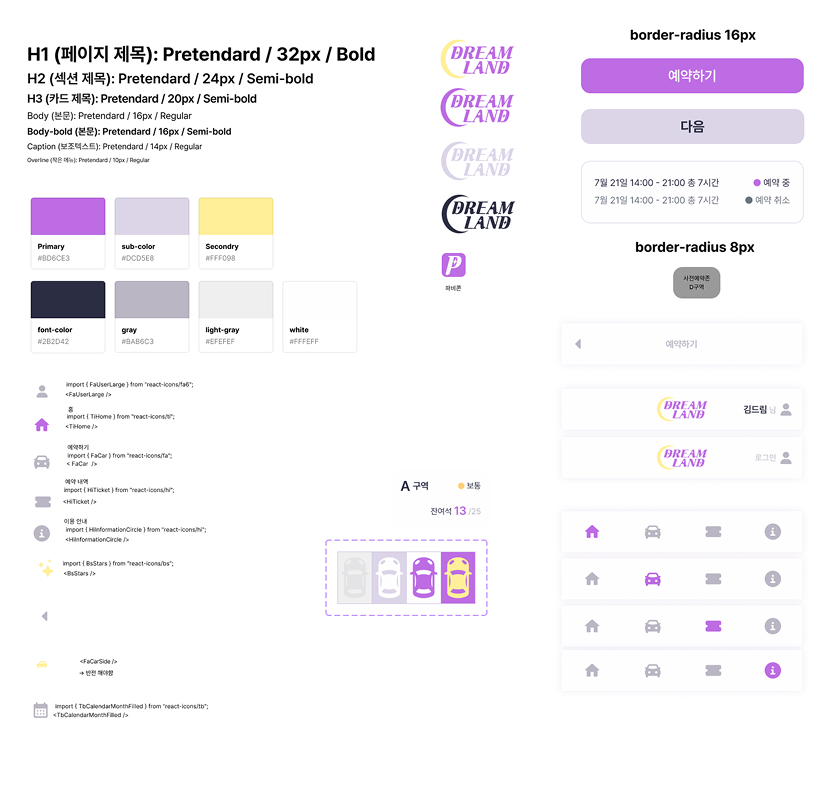 H1 (페이지 제목): Pretendard / 32px / Bold
H2 (섹션 제목): Pretendard / 24px / Semi-bold
H3 (카드 제목): Pretendard / 20px / Semi-bold
Body (본문): Pretendard / 16px / Regular
Body-bold (본문): Pretendard / 16px / Semi-bold
Caption (보조텍스트): Pretendard / 14px / Regular
Overline (작은 메뉴): Pretendard / 10px / Regular
Primary
#BD6CE3
sub-color
#DCD5E8
Secondry
#FFF098
font-color
#2B2D42
gray
#BAB6C3
light-gray
#EFEFEF
white
#FFFEFF
import { FaUserLarge } from "react-icons/fa6";
<FaUserLarge />
홈
import { TiHome } from "react-icons/ti";
<TiHome />
예약하기
import { FaCar } from "react-icons/fa";
< FaCar />
예약 내역
import { HiTicket } from "react-icons/hi";
<HiTicket />
이용 안내
import { HiInformationCircle } from "react-icons/hi";
<HiInformationCircle />
import { BsStars } from "react-icons/bs";
<BsStars />
<FaCarSide />
→ 반전 해야함
import { TbCalendarMonthFilled } from "react-icons/tb";
<TbCalendarMonthFilled />
DREAM
LAND
DREAM
LAND
DREAM
LAND
DREAM
LAND
P
파비콘
A 구역
보통
잔여석 13 /25
border-radius 16px
예약하기
다음
7월 21일 14:00 - 21:00 총 7시간
예약 중
7월 21일 14:00 - 21:00 총 7시간
예약 취소
border-radius 8px
사전예약존
D구역
예약하기
DREAM
LAND
김드림 님
DREAM
LAND
로그인